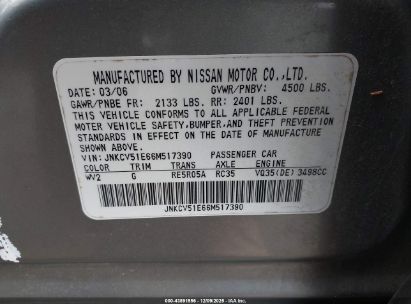 MANUFACTURED BY NISSAN MOTOR CO.,LTD.
DATE: 03/06 GVWR/PNBV: 4500 LBS.
GAWR/PNBE FR: 2133 LBS. RR: 2401 LBS.
THIS VEHICLE CONFORMS TO ALL APPLICABLE FEDERAL
MOTOR VEHICLE SAFETY, BUMPER, AND THEFT PREVENTION
STANDARDS IN EFFECT ON THE DATE OF MANUFACTURE
SHOWN ABOVE.
VIN: JNKCV51E66M517390 PASSENGER CAR
COLOR TRIM TRANS AXLE ENGINE
WV2 G RE5R05A RC35 VQ35(DE) 3498CC
JNKCV51E66M517390